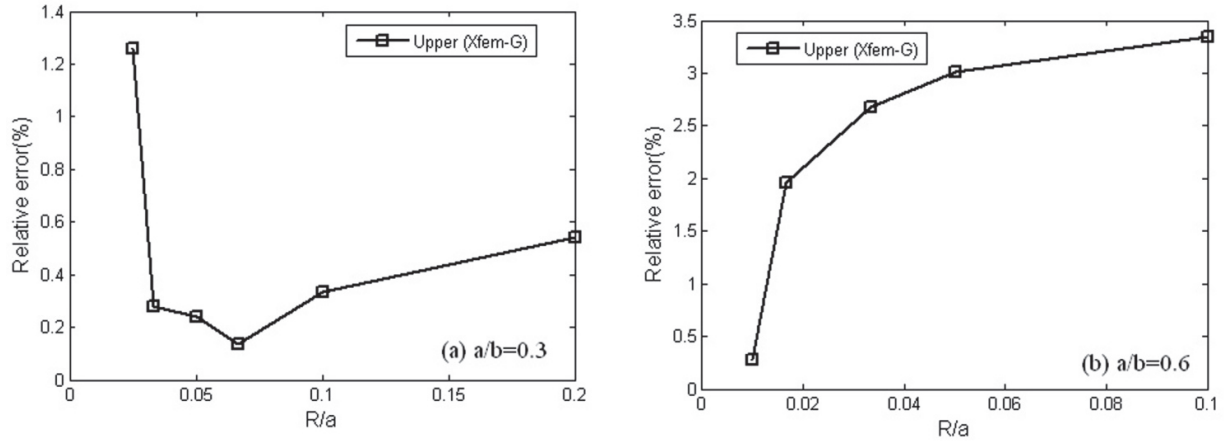 1.4
1.2
1
0.8
0.6
0.4
0.2
0
Relative error(%)
Upper (Xfem-G)
(a) a/b=0.3
0 0.05 0.1 0.15 0.2
R/a
3.5
3
2.5
2
1.5
1
0.5
0
Relative error(%)
Upper (Xfem-G)
(b) a/b=0.6
0 0.02 0.04 0.06 0.08 0.1
R/a